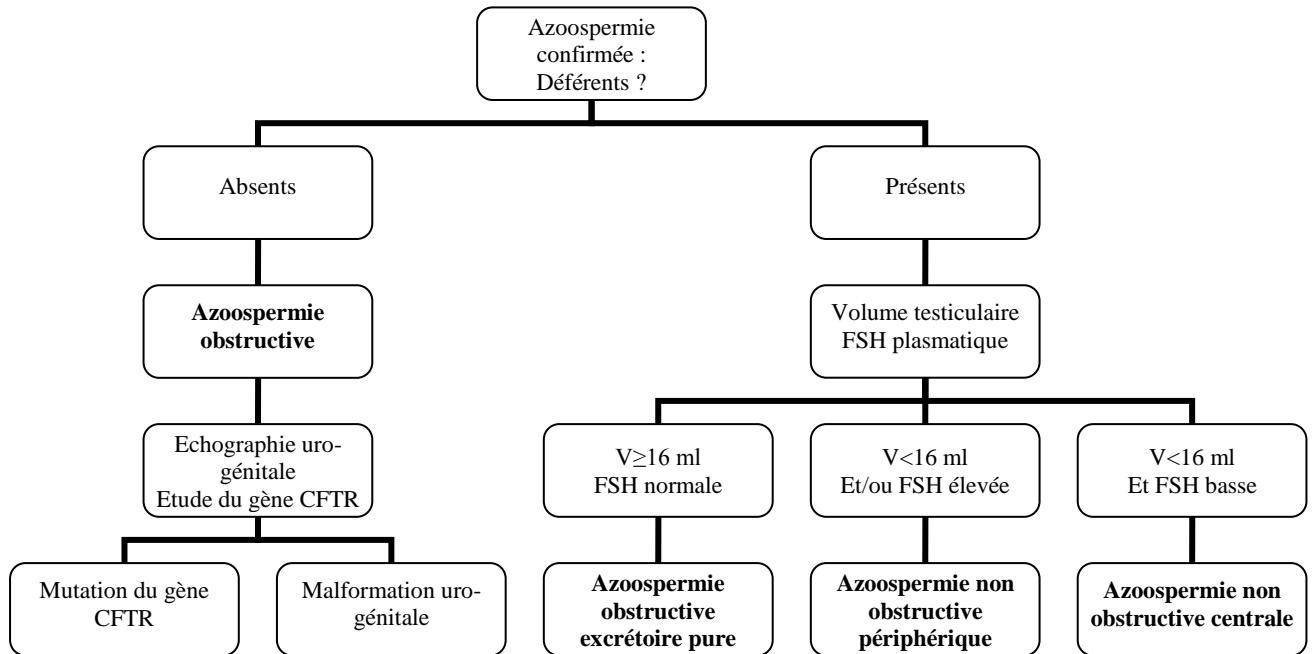 Azoospermie
confirmée :
Déférents ?
Absents
Présents
Azoospermie
obstructive
Volume testiculaire
FSH plasmatique
Echographie uro-
génitale
Etude du gène CFTR
V≥16 ml
FSH normale
V<16 ml
Et/ou FSH élevée
V<16 ml
Et FSH basse
Mutation du gène
CFTR
Malformation uro-
génitale
Azoospermie
obstructive
excrétoire pure
Azoospermie non
obstructive
périphérique
Azoospermie non
obstructive centrale